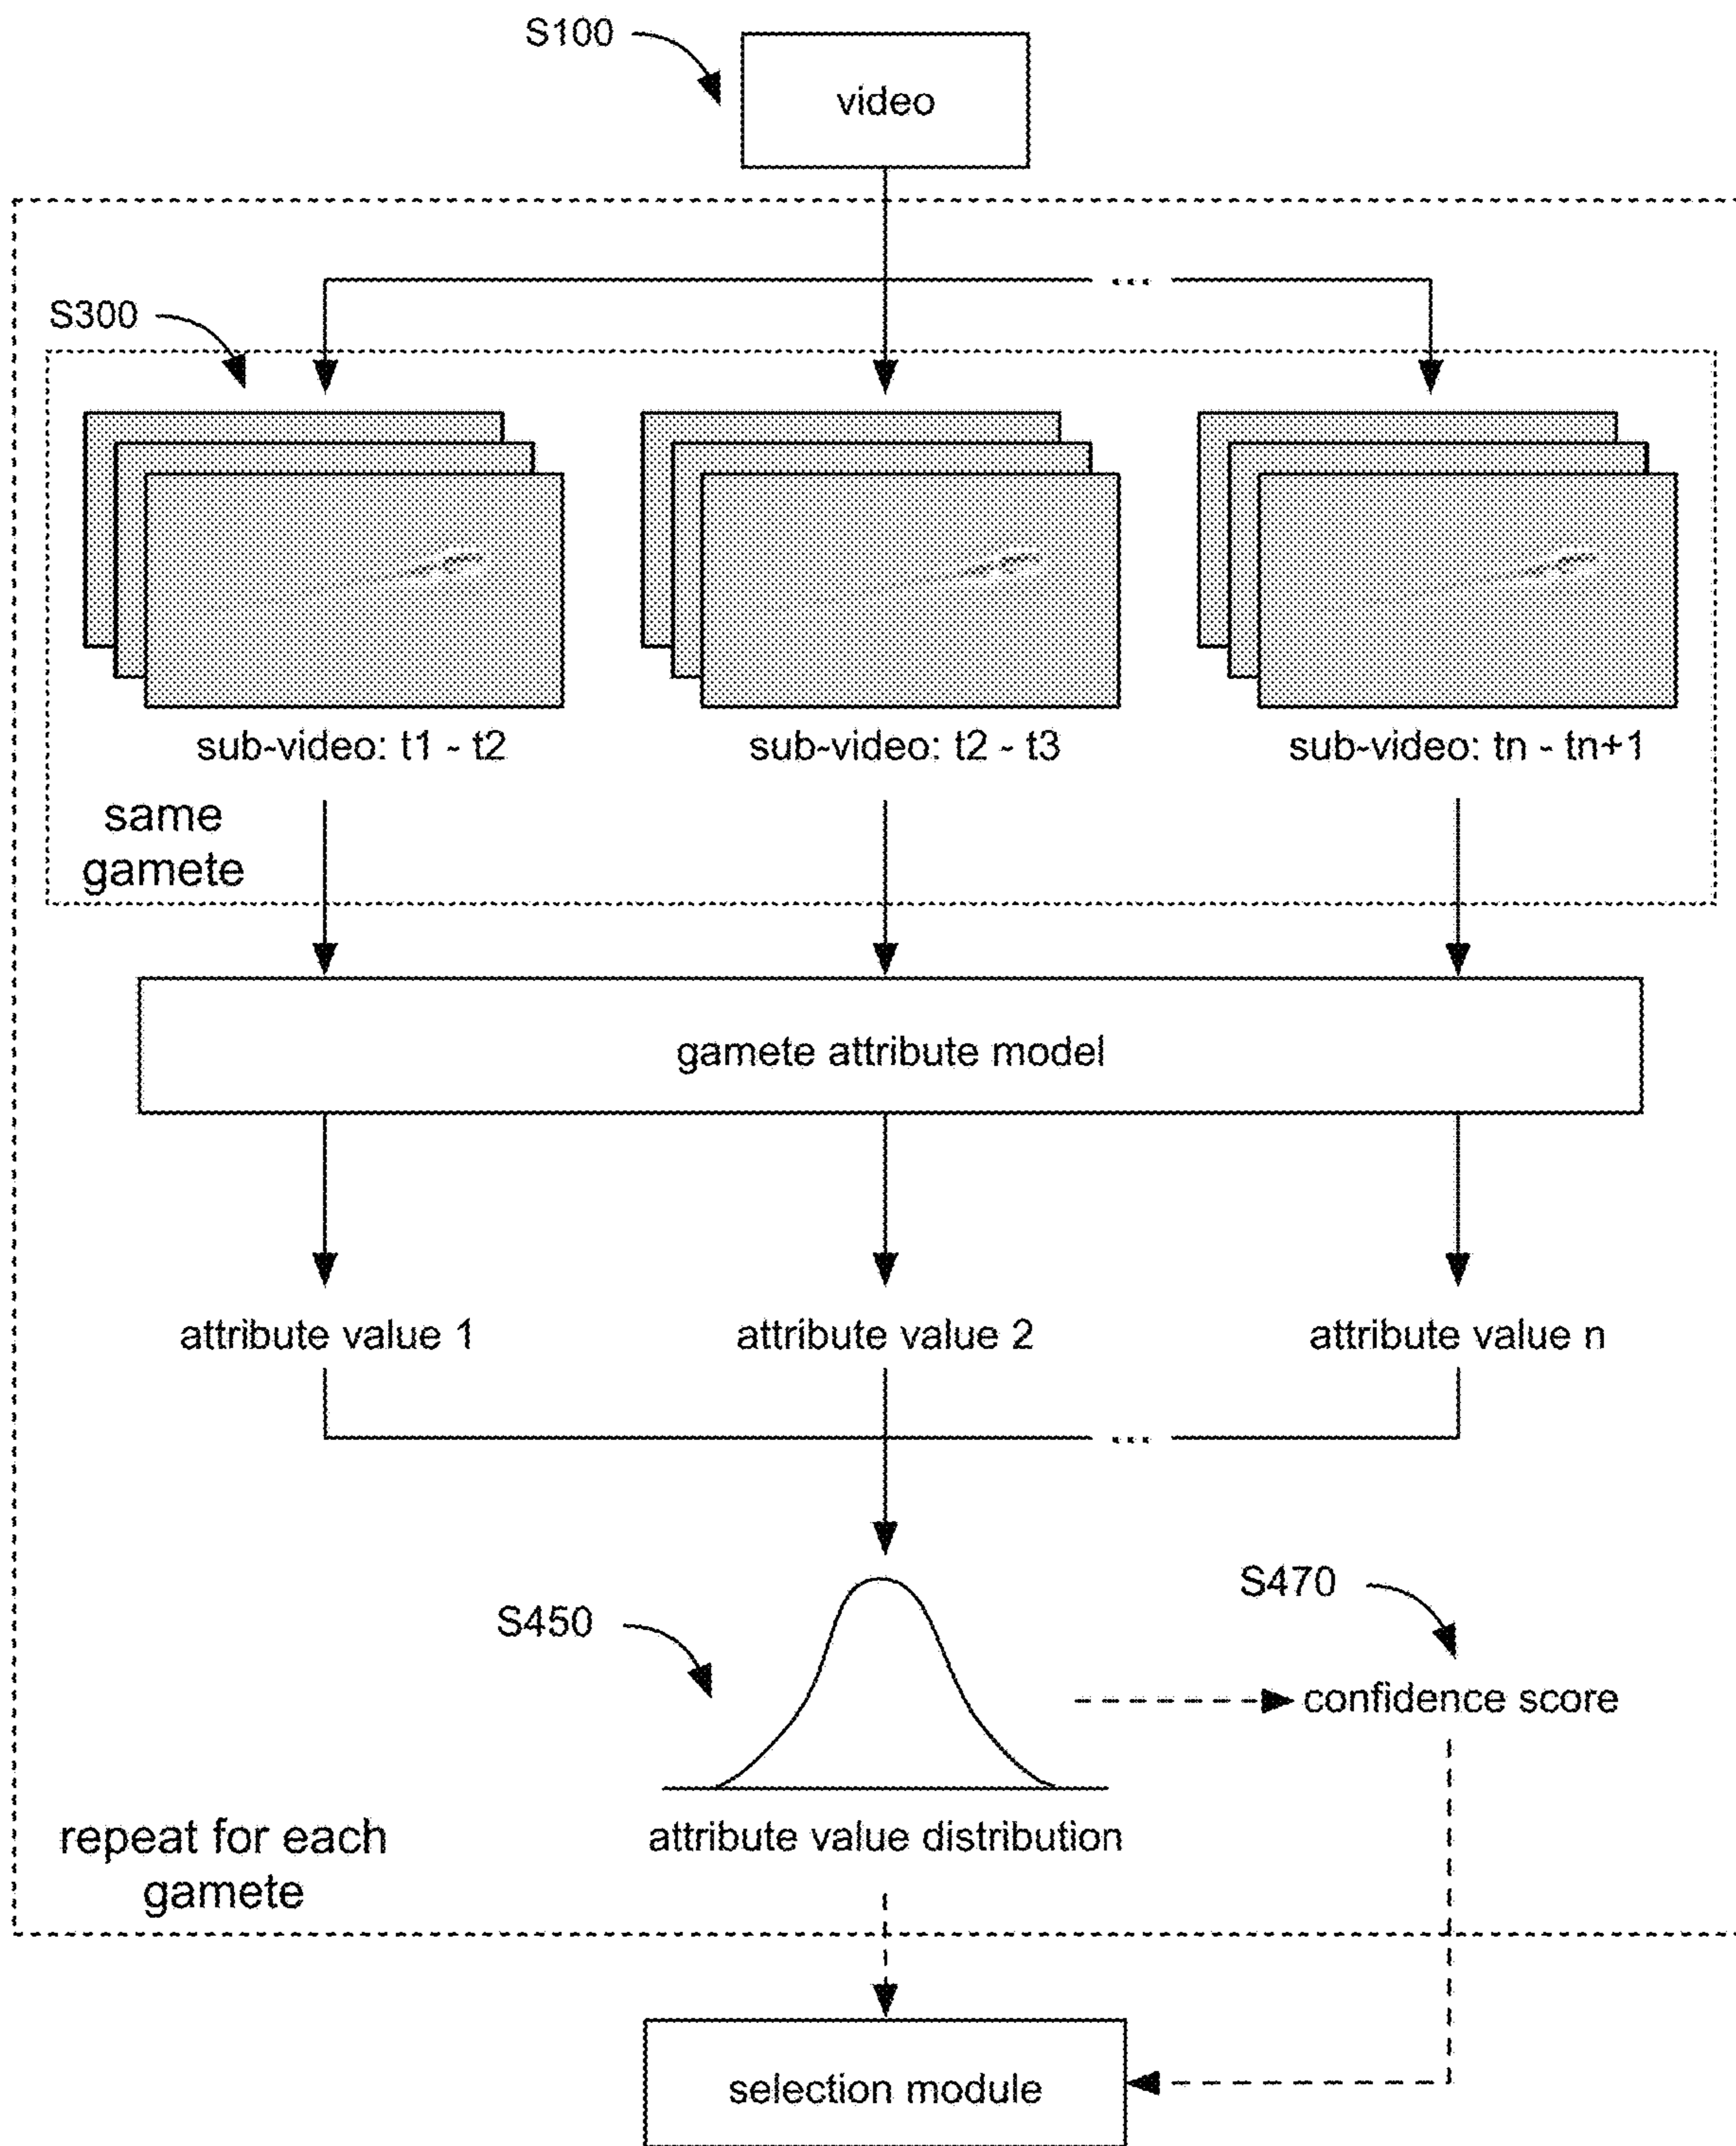 S100
video
...
S300
sub-video: t1 - t2
sub-video: t2 - t3
sub-video: tn - tn+1
same
gamete
gamete attribute model
attribute value 1
attribute value 2
attribute value n
...
S450
S470
confidence score
attribute value distribution
repeat for each
gamete
selection module